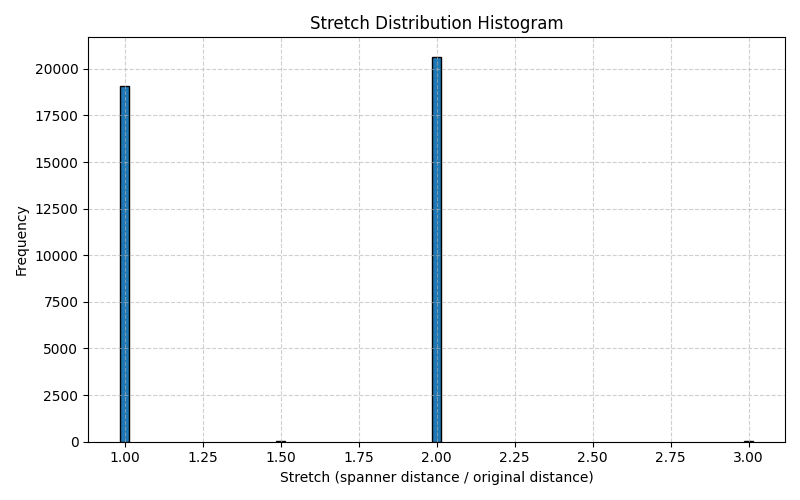 Stretch Distribution Histogram
Frequency
20000
17500
15000
12500
10000
7500
5000
2500
0
1.00 1.25 1.50 1.75 2.00 2.25 2.50 2.75 3.00
Stretch (spanner distance / original distance)